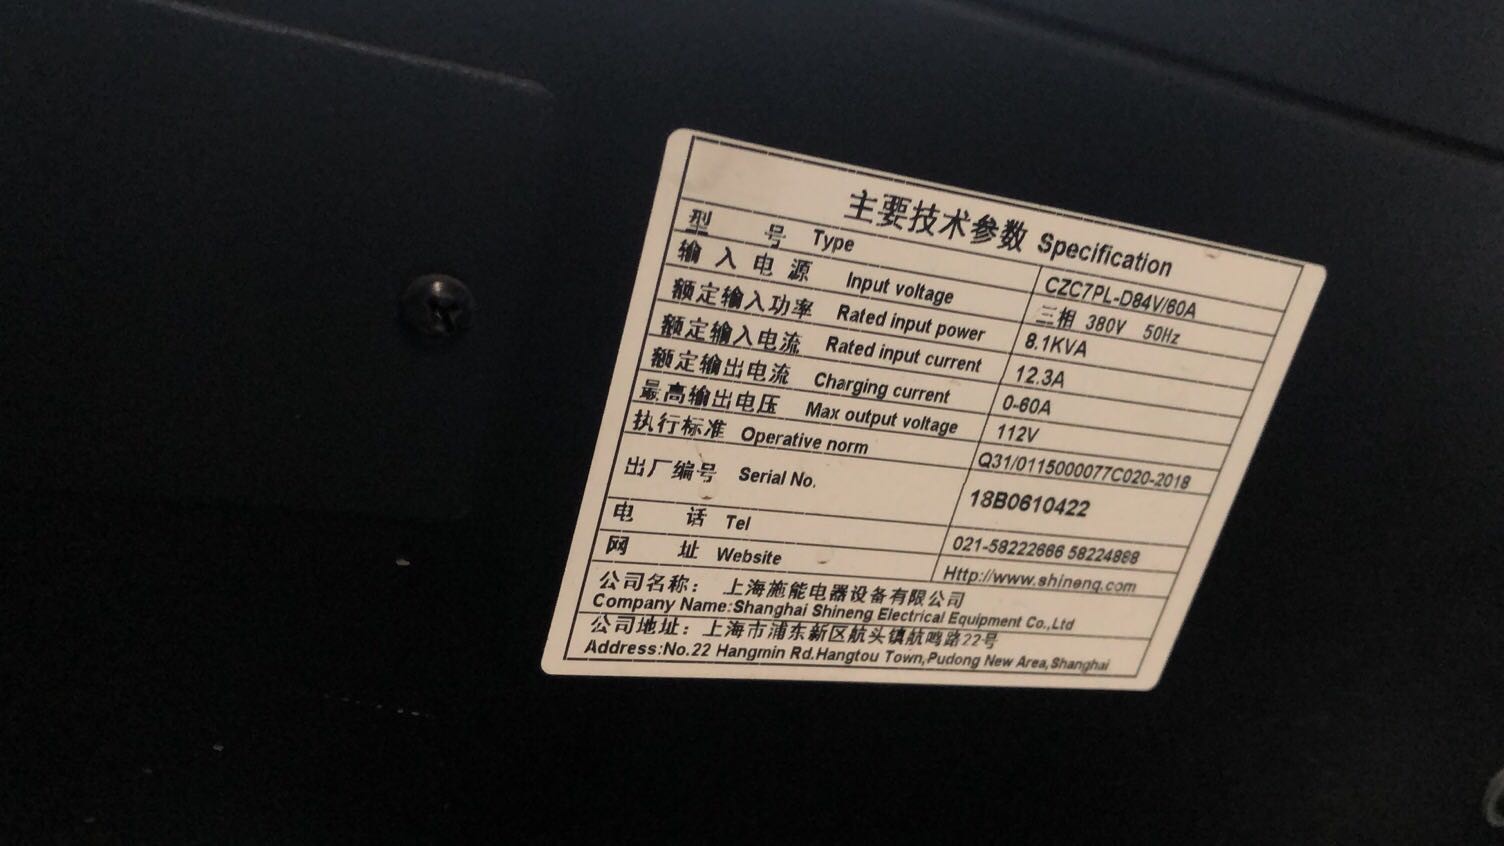 主要技术参数 Specification
型 号 Type CZC7PL-D84V/60A
输入电源 Input voltage 三相 380V 50Hz
额定输入功率 Rated input power 8.1KVA
额定输入电流 Rated input current 12.3A
额定输出电流 Charging current 0-60A
最高输出电压 Max output voltage 112V
执行标准 Operative norm Q31/0115000077C020-2018
出厂编号 Serial No. 18B0610422
电 话 Tel 021-58222666 58224888
网 址 Website Http://www.shineng.com
公司名称： 上海施能电器设备有限公司
Company Name:Shanghai Shineng Electrical Equipment Co.,Ltd
公司地址：上海市浦东新区航头镇航鸣路22号
Address:No.22 Hangmin Rd.Hangtou Town,Pudong New Area,Shanghai